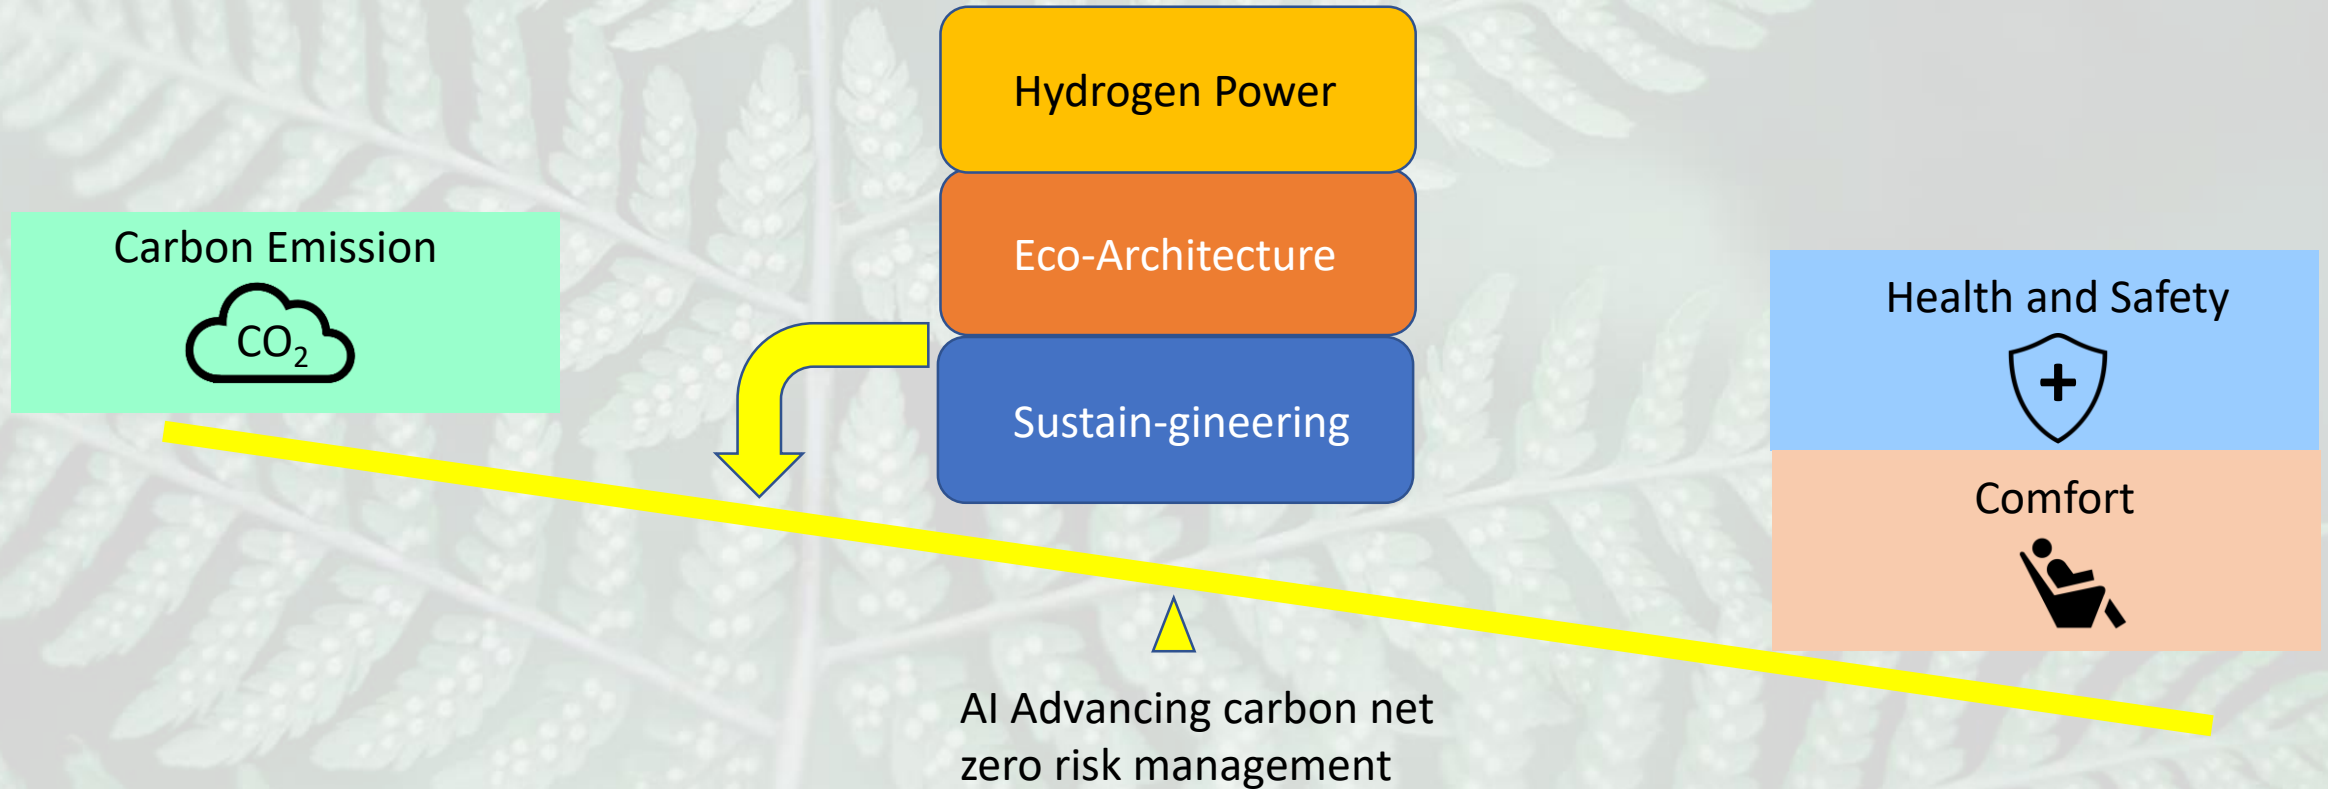 Hydrogen Power
Eco-Architecture
Sustain-gineering
Carbon Emission
CO₂
Health and Safety
Comfort
AI Advancing carbon net
zero risk management